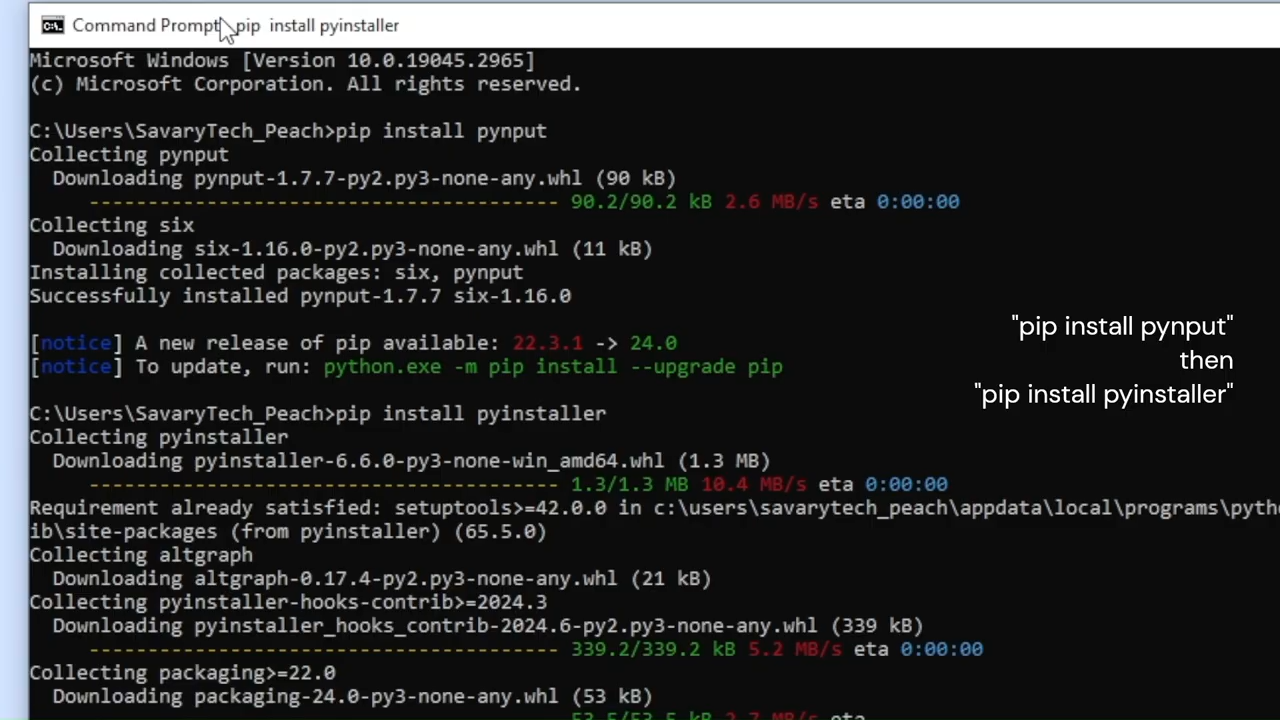 Command Prompt - pip  install pyinstaller
Microsoft Windows [Version 10.0.19045.2965]
(c) Microsoft Corporation. All rights reserved.
C:\Users\SavaryTech_Peach>pip install pynput
Collecting pynput
  Downloading pynput-1.7.7-py2.py3-none-any.whl (90 kB)
     ---------------------------------------- 90.2/90.2 kB 2.6 MB/s eta 0:00:00
Collecting six
  Downloading six-1.16.0-py2.py3-none-any.whl (11 kB)
Installing collected packages: six, pynput
Successfully installed pynput-1.7.7 six-1.16.0
[notice] A new release of pip available: 22.3.1 -> 24.0
[notice] To update, run: python.exe -m pip install --upgrade pip
"pip install pynput"
then
"pip install pyinstaller"
C:\Users\SavaryTech_Peach>pip install pyinstaller
Collecting pyinstaller
  Downloading pyinstaller-6.6.0-py3-none-win_amd64.whl (1.3 MB)
     ---------------------------------------- 1.3/1.3 MB 10.4 MB/s eta 0:00:00
Requirement already satisfied: setuptools>=42.0.0 in c:\users\savarytech_peach\appdata\local\programs\pyth
ib\site-packages (from pyinstaller) (65.5.0)
Collecting altgraph
  Downloading altgraph-0.17.4-py2.py3-none-any.whl (21 kB)
Collecting pyinstaller-hooks-contrib>=2024.3
  Downloading pyinstaller_hooks_contrib-2024.6-py2.py3-none-any.whl (339 kB)
     ---------------------------------------- 339.2/339.2 kB 5.2 MB/s eta 0:00:00
Collecting packaging>=22.0
  Downloading packaging-24.0-py3-none-any.whl (53 kB)